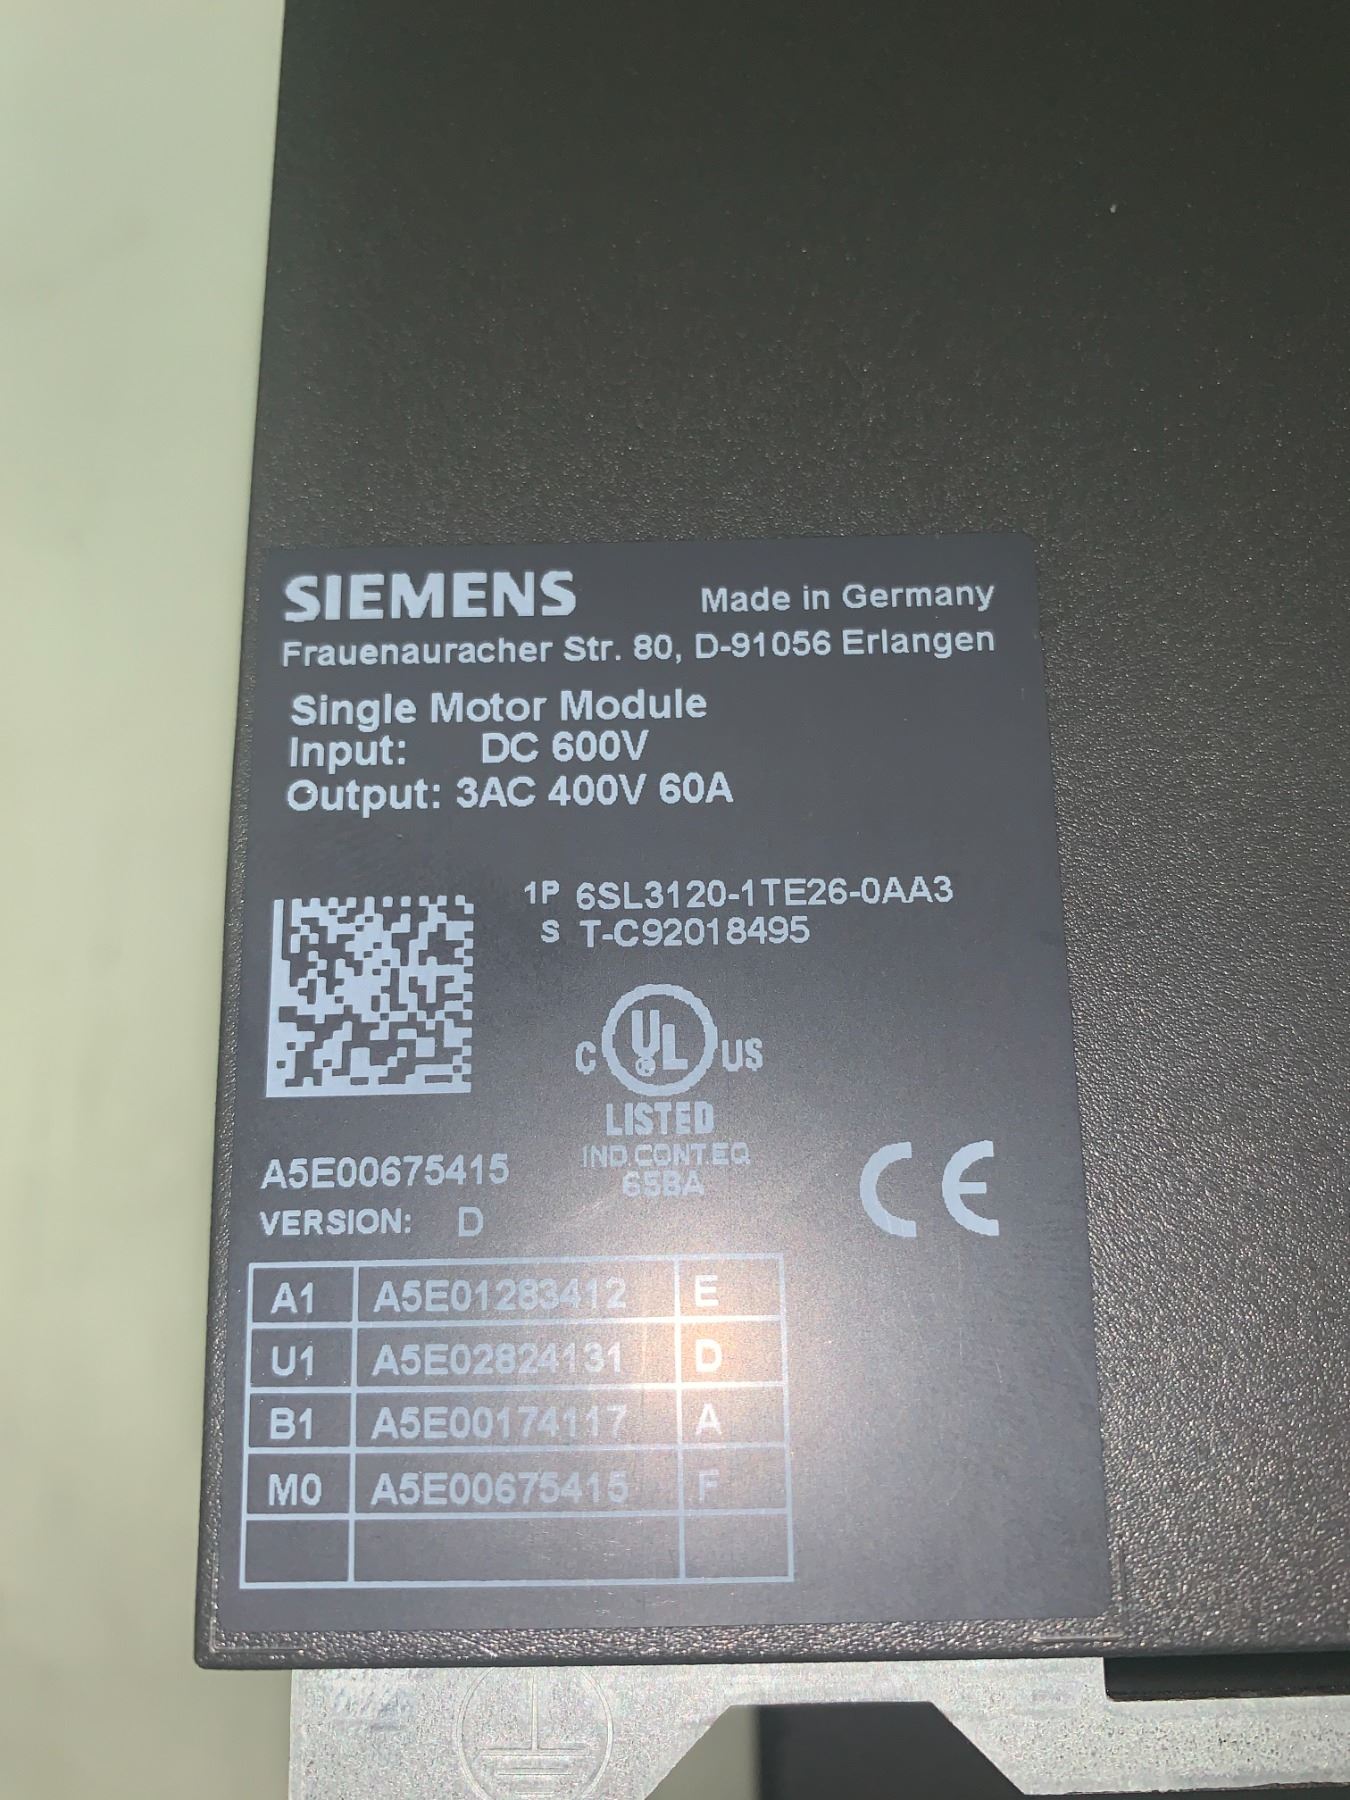 SIEMENS Made in Germany
Frauenauracher Str. 80, D-91056 Erlangen
Single Motor Module
Input: DC 600V
Output: 3AC 400V 60A
1P 6SL3120-1TE26-0AA3
S T-C92018495
C UL US
LISTED
IND.CONT.EQ
65BA
A5E00675415
VERSION: D
CE
A1 A5E01283412 E
U1 A5E02824131 D
B1 A5E00174117 A
M0 A5E00675415 F